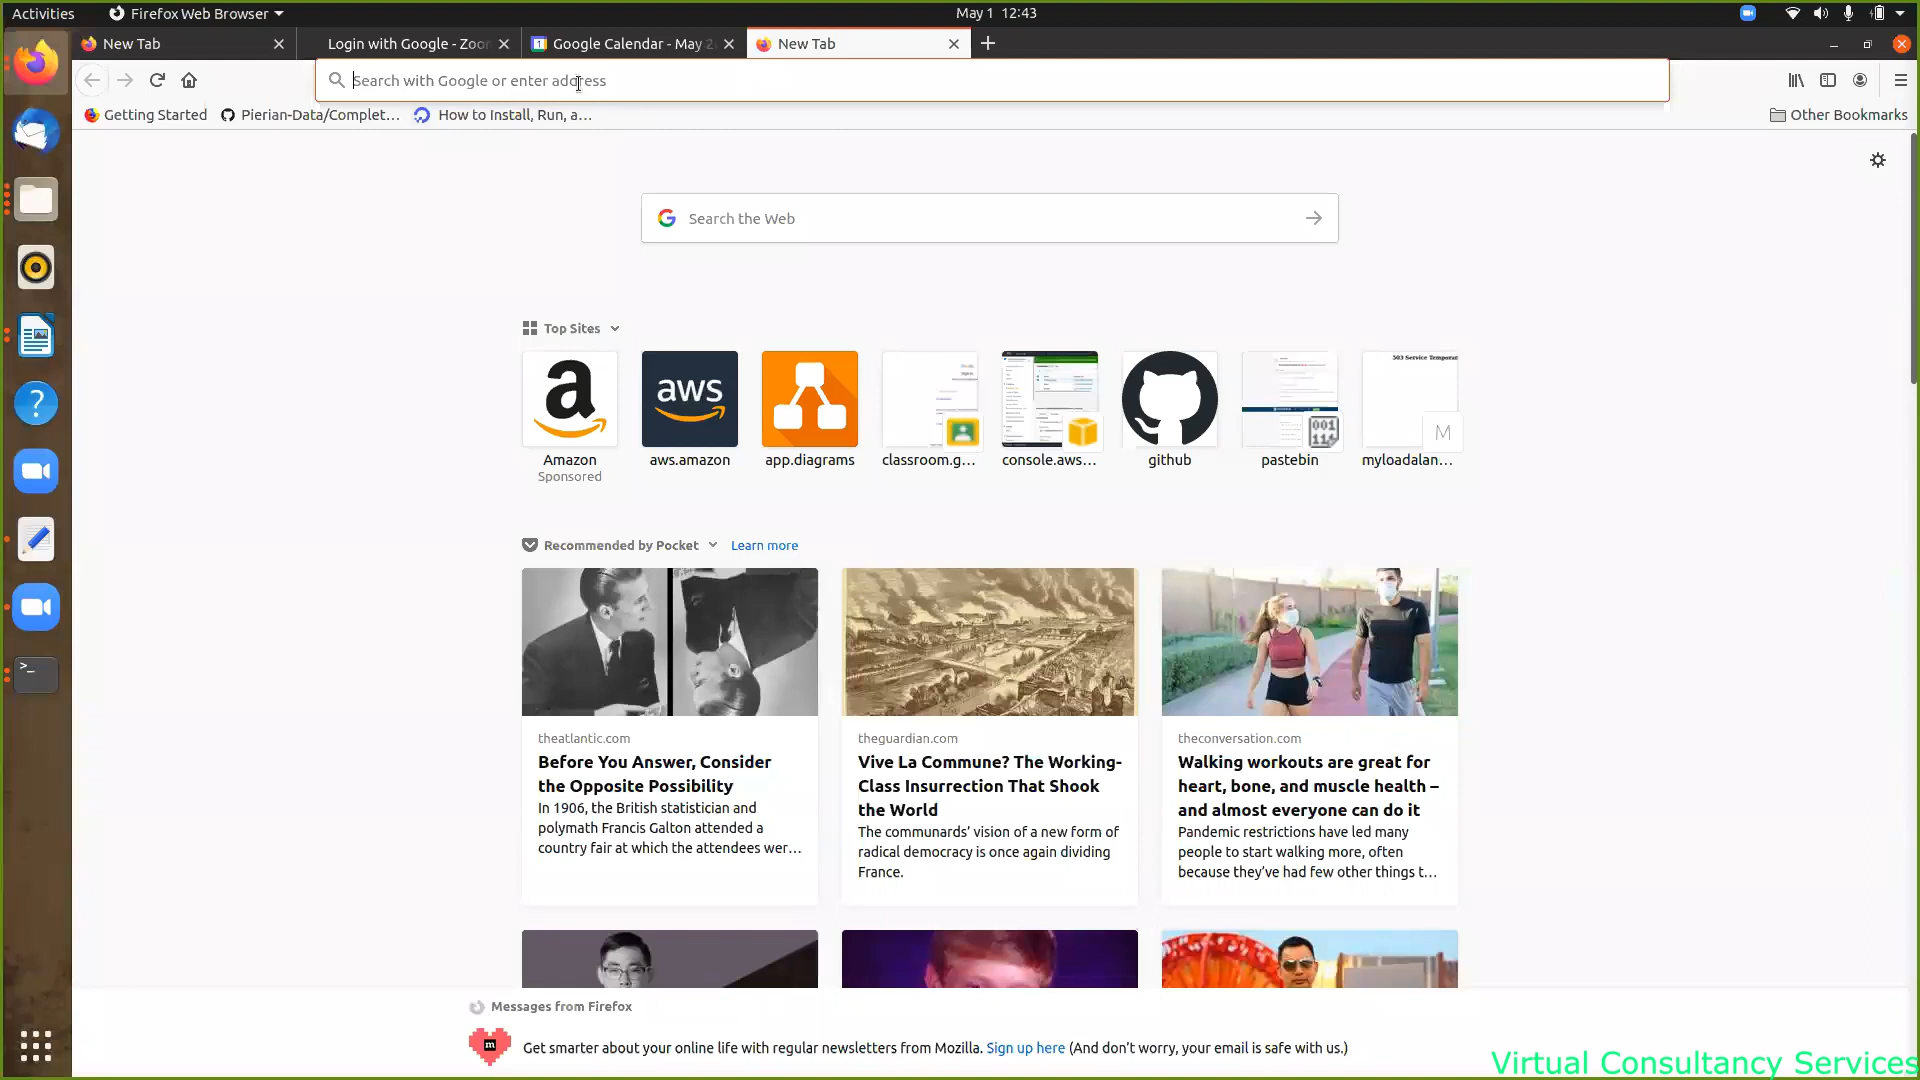 Activities
Firefox Web Browser
May 1 12:43
New Tab
Login with Google - Zoo
Google Calendar - May 2
New Tab
Search with Google or enter address
Getting Started
Pierian-Data/Complet...
How to Install, Run, a...
Other Bookmarks
Search the Web
Top Sites
a
aws
303 Service Temporar
001
M
Amazon
Sponsored
aws.amazon
app.diagrams
classroom.g...
console.aws...
github
pastebin
myloadalan...
Recommended by Pocket
Learn more
theatlantic.com
Before You Answer, Consider
the Opposite Possibility
In 1906, the British statistician and
polymath Francis Galton attended a
country fair at which the attendees wer...
theguardian.com
Vive La Commune? The Working-
Class Insurrection That Shook
the World
The communards' vision of a new form of
radical democracy is once again dividing
France.
theconversation.com
Walking workouts are great for
heart, bone, and muscle health –
and almost everyone can do it
Pandemic restrictions have led many
people to start walking more, often
because they've had few other things t...
Messages from Firefox
m
Get smarter about your online life with regular newsletters from Mozilla. Sign up here (And don't worry, your email is safe with us.)
Virtual Consultancy Services